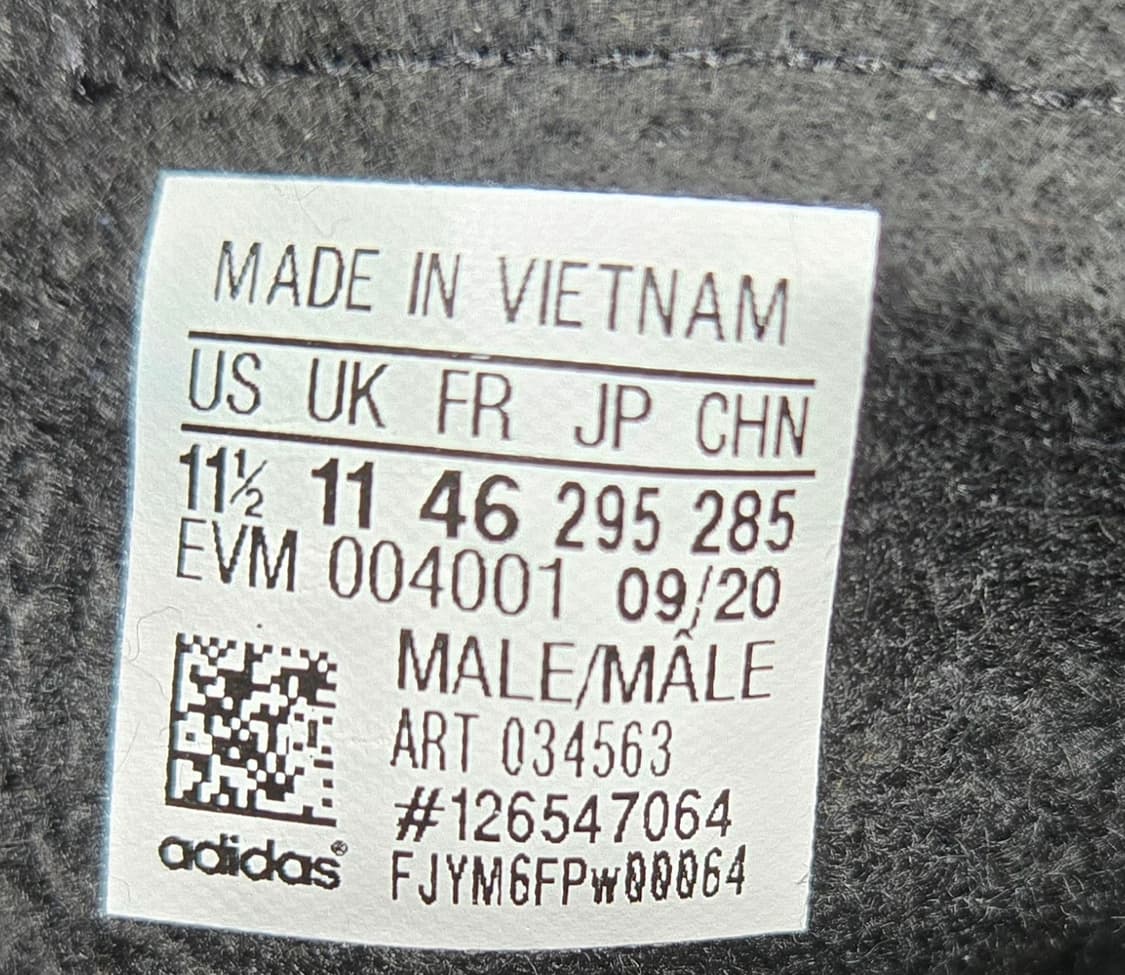 MADE IN VIETNAM
US UK FR JP CHN
11½ 11 46 295 285
EVM 004001 09/20
MALE/MÂLE
ART 034563
#126547064
FJYM6FPw00064
adidas®